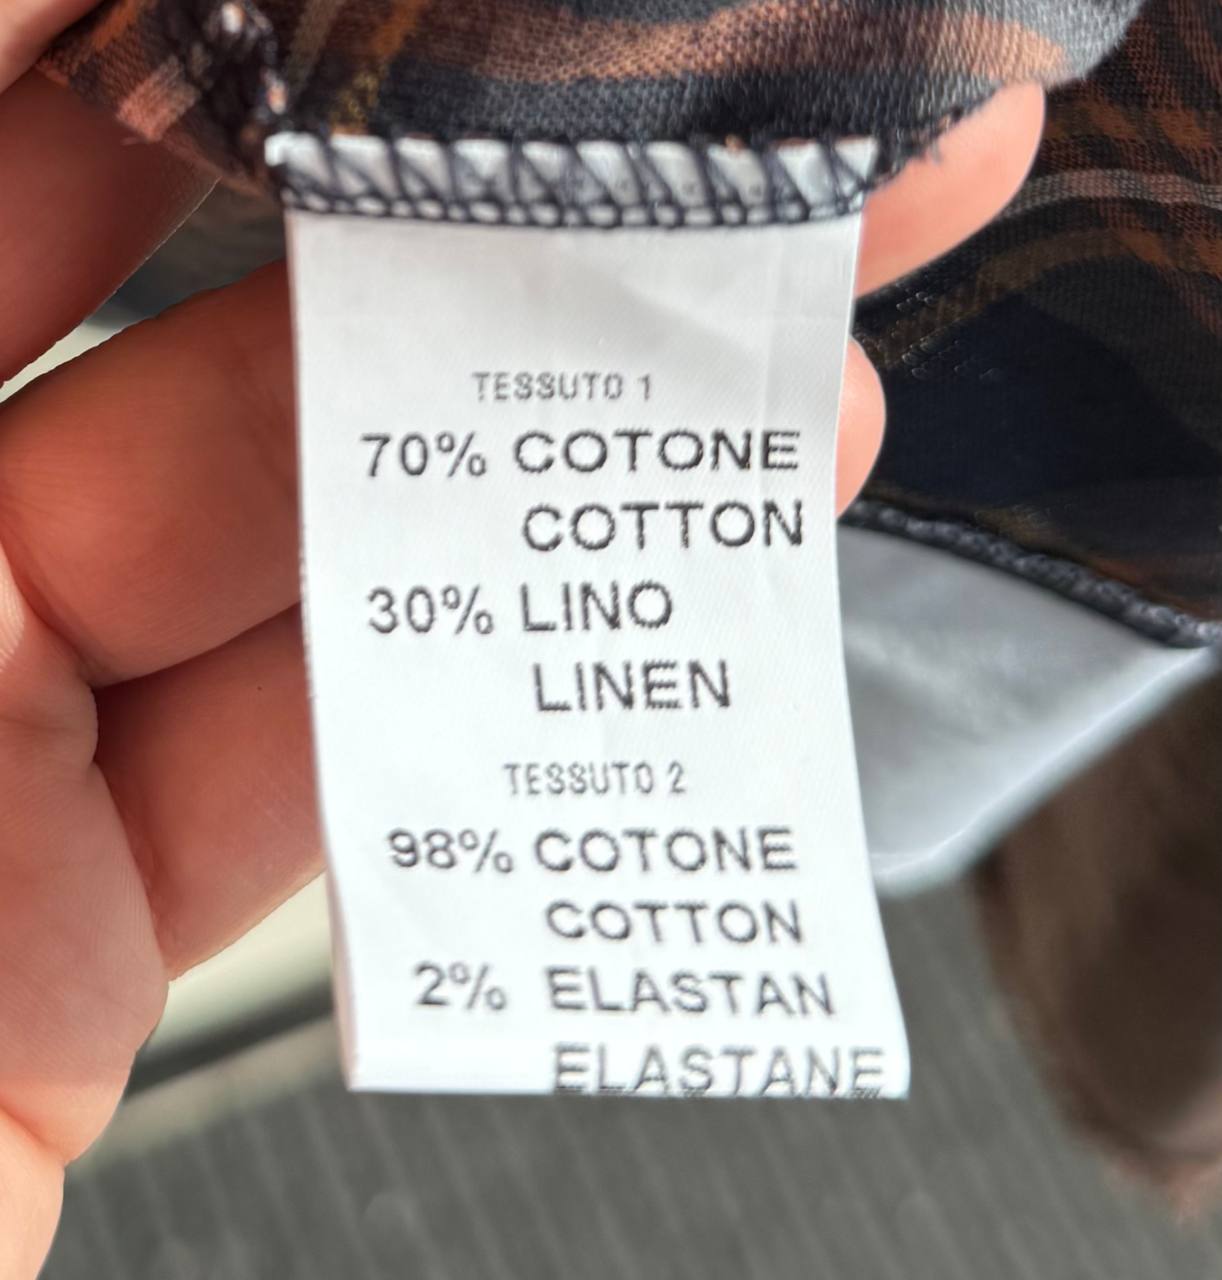 TESSUTO 1
70% COTONE
COTTON
30% LINO
LINEN
TESSUTO 2
98% COTONE
COTTON
2% ELASTAN
ELASTANE